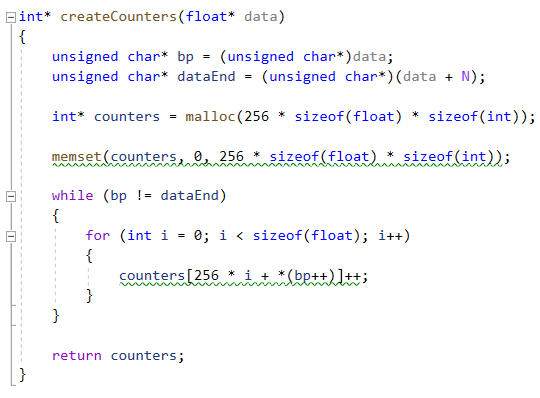 int* createCounters(float* data)
{
unsigned char* bp = (unsigned char*)data;
unsigned char* dataEnd = (unsigned char*)(data + N);
int* counters = malloc(256 * sizeof(float) * sizeof(int));
memset(counters, 0, 256 * sizeof(float) * sizeof(int));
while (bp != dataEnd)
{
for (int i = 0; i < sizeof(float); i++)
{
counters[256 * i + *(bp++)]++;
}
}
return counters;
}